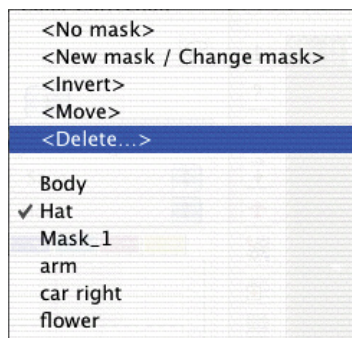 <No mask>
<New mask / Change mask>
<Invert>
<Move>
<Delete...>
Body
✓ Hat
Mask_1
arm
car right
flower